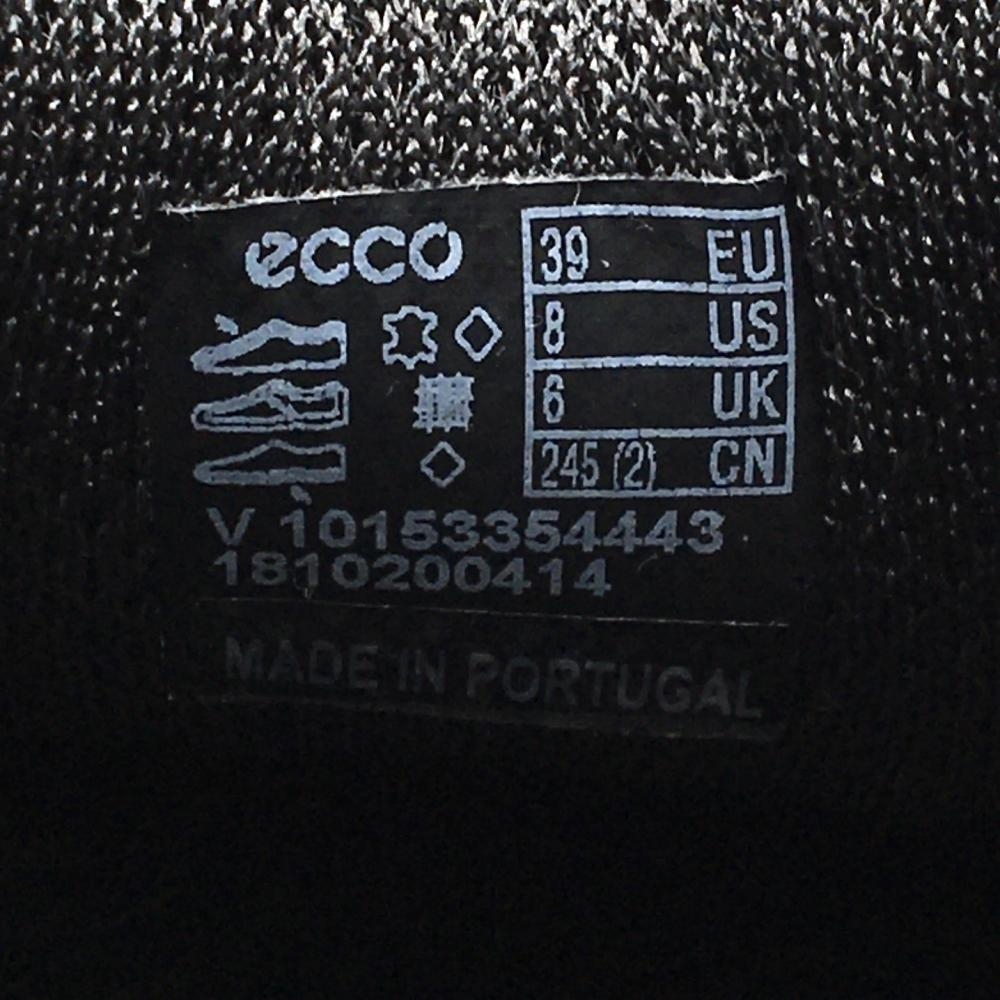 ecco
39 EU
8 US
6 UK
245 (2) CN
V 10153354443
1810200414
MADE IN PORTUGAL